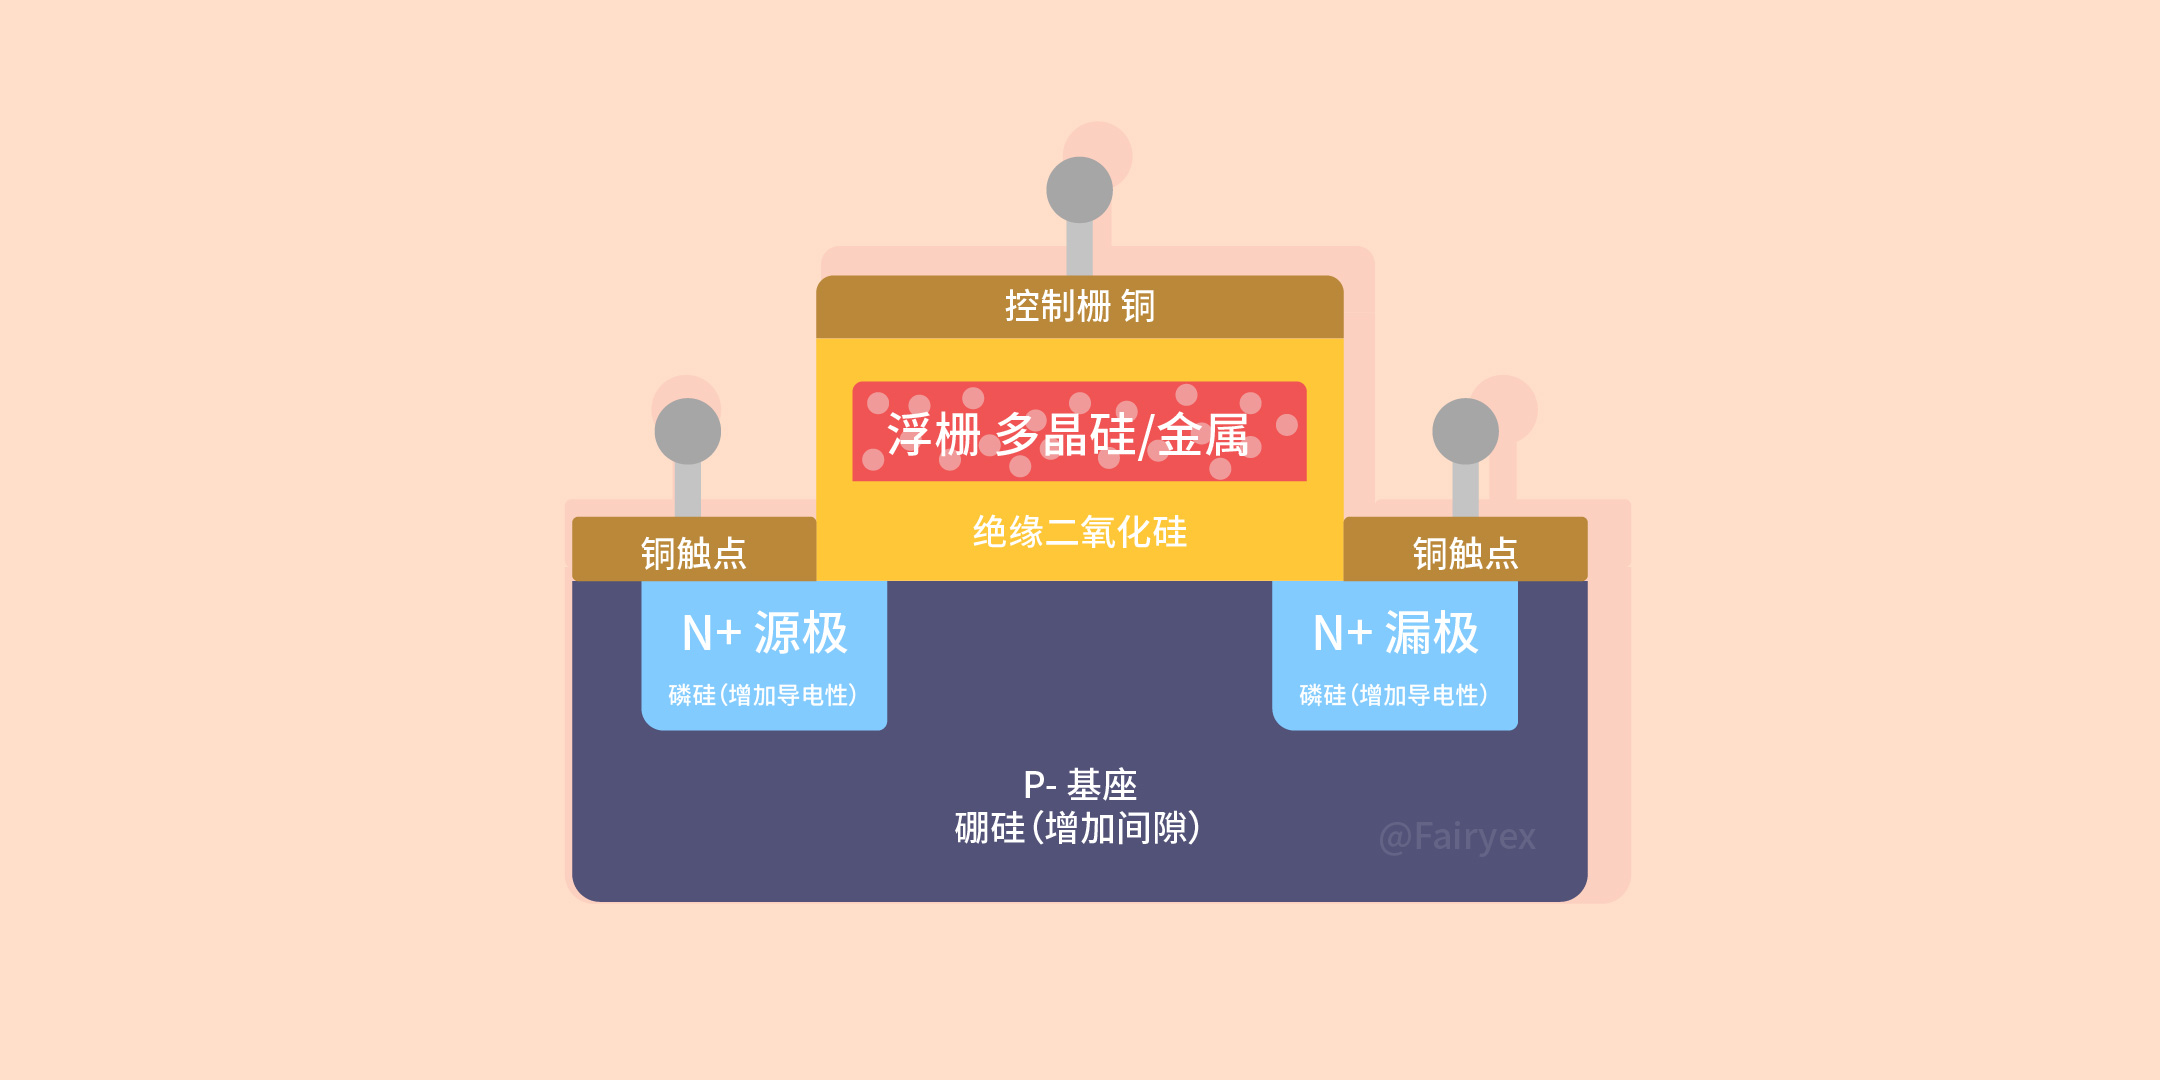 控制栅 铜
浮栅 多晶硅/金属
绝缘二氧化硅
铜触点
铜触点
N+ 源极
磷硅（增加导电性）
N+ 漏极
磷硅（增加导电性）
P- 基座
硼硅（增加间隙）
@Fairyex